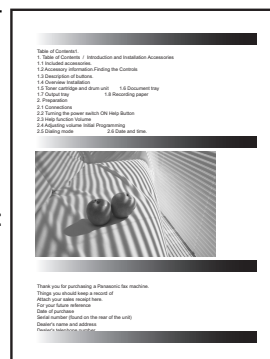 Table of Contents!.
1. Table of Contents / Introduction and Installation Accessories
1.1 Included accessories.
1.2 Accessory information.Finding the Controls
1.3 Description of buttons.
1.4 Overview Installation
1.5 Toner cartridge and drum unit 1.6 Document tray
1.7 Output tray 1.8 Recording paper
2. Preparation
2.1 Connections
2.2 Turning the power switch ON Help Button
2.3 Help function Volume
2.4 Adjusting volume Initial Programming
2.5 Dialing mode 2.6 Date and time.
Thank you for purchasing a Panasonic fax machine.
Things you should keep a record of
Attach your sales receipt here.
For your future reference
Date of purchase
Serial number (found on the rear of the unit)
Dealer's name and address
Dealer's telephone number